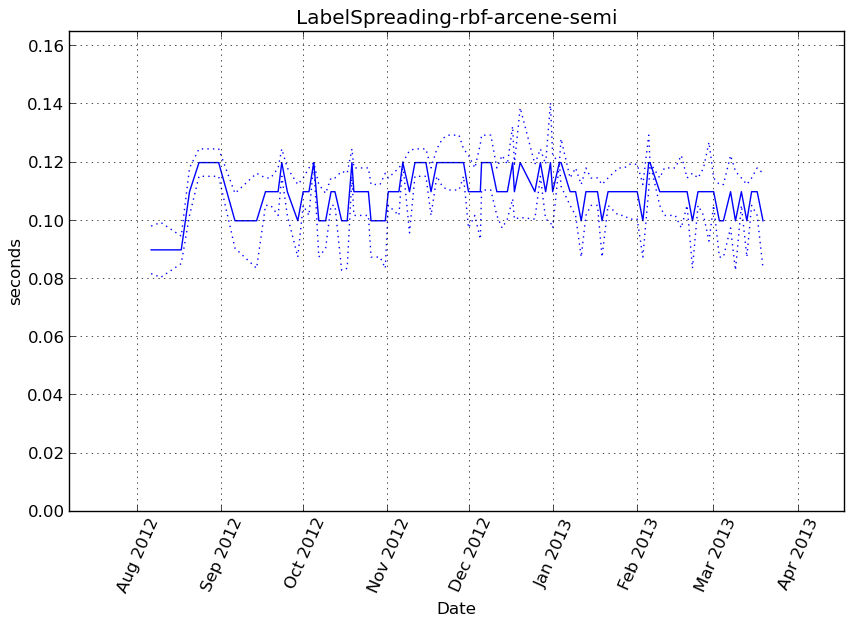 LabelSpreading-rbf-arcene-semi
0.16
0.14
0.12
0.10
0.08
0.06
0.04
0.02
0.00
seconds
Aug 2012
Sep 2012
Oct 2012
Nov 2012
Dec 2012
Jan 2013
Feb 2013
Mar 2013
Apr 2013
Date